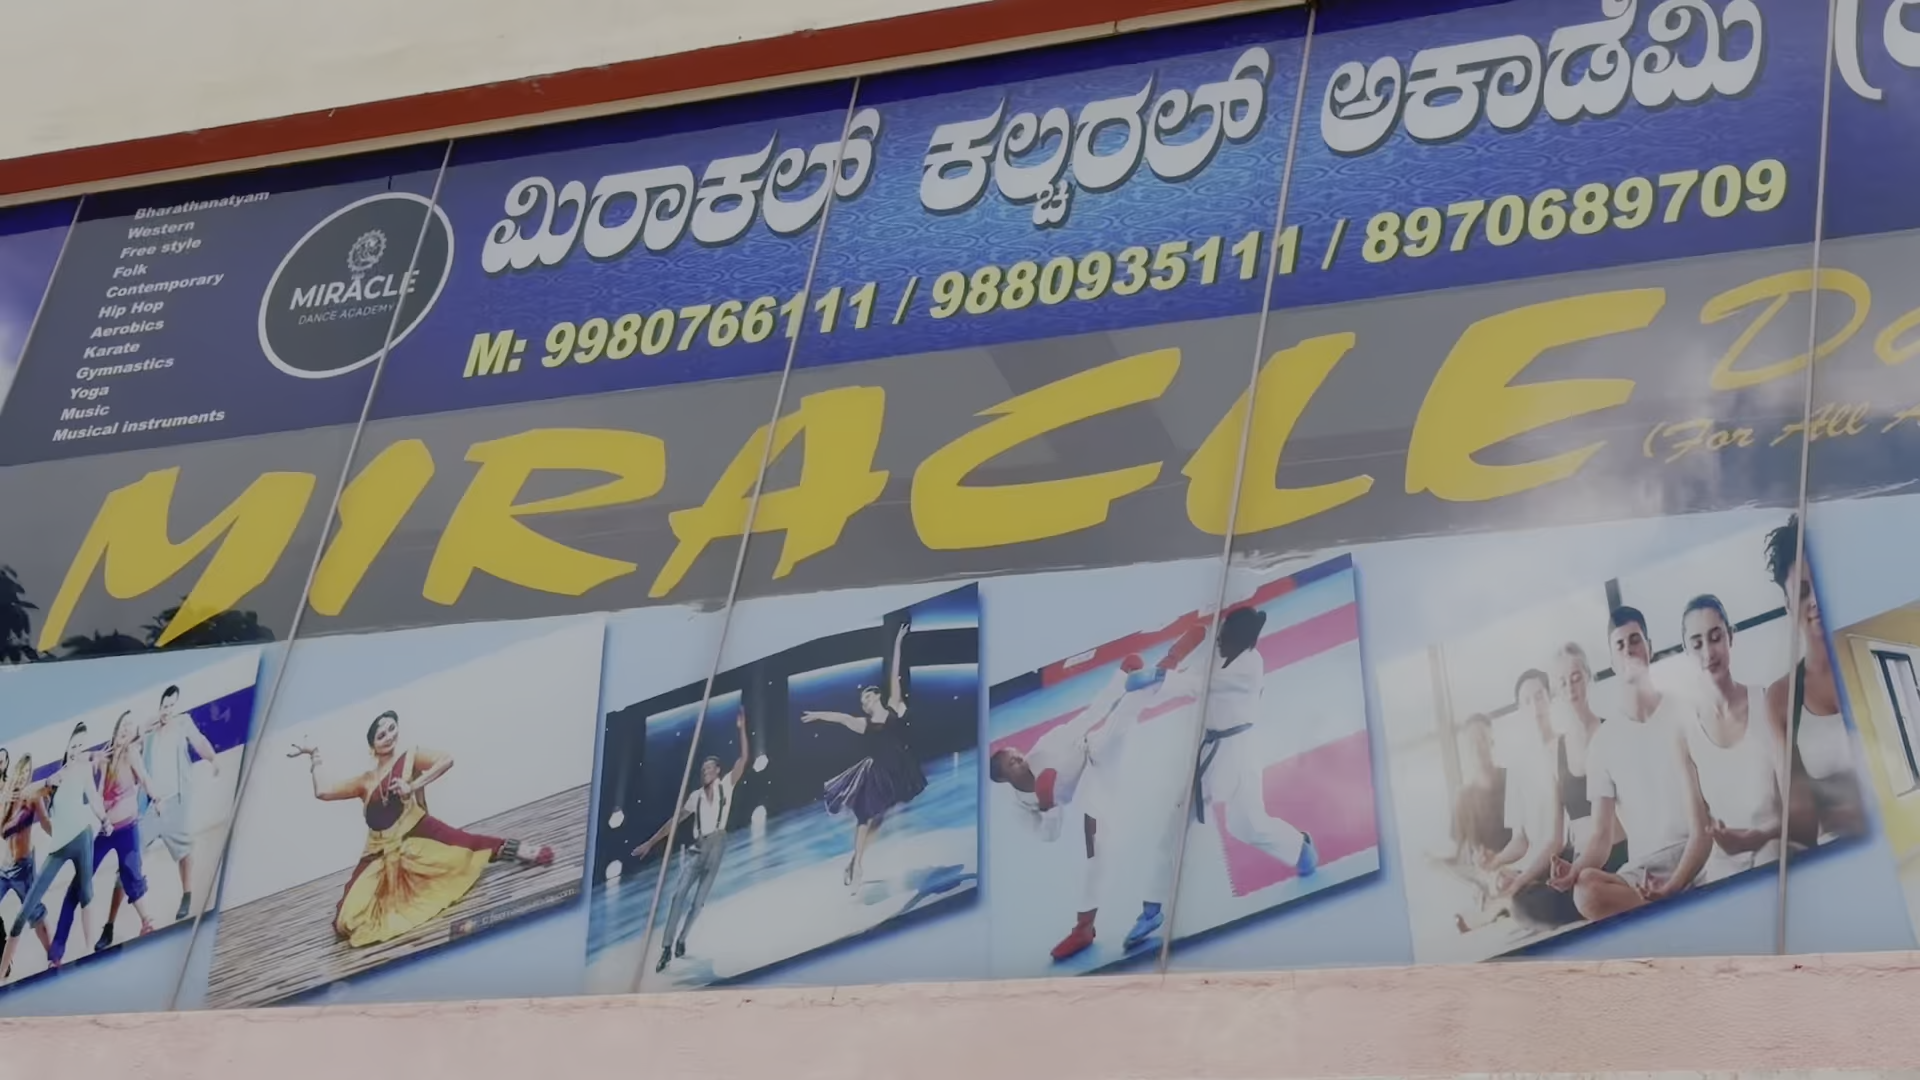 Bharathanatyam
Western
Free style
Folk
Contemporary
Hip Hop
Aerobics
Karate
Gymnastics
Yoga
Music
Musical instruments
MIRACLE
DANCE ACADEMY
ಮಿರಾಕಲ್ ಕಲ್ಚರಲ್ ಅಕಾಡೆಮಿ
M: 9980766111 / 9880935111 / 8970689709
MIRACLE
(For All